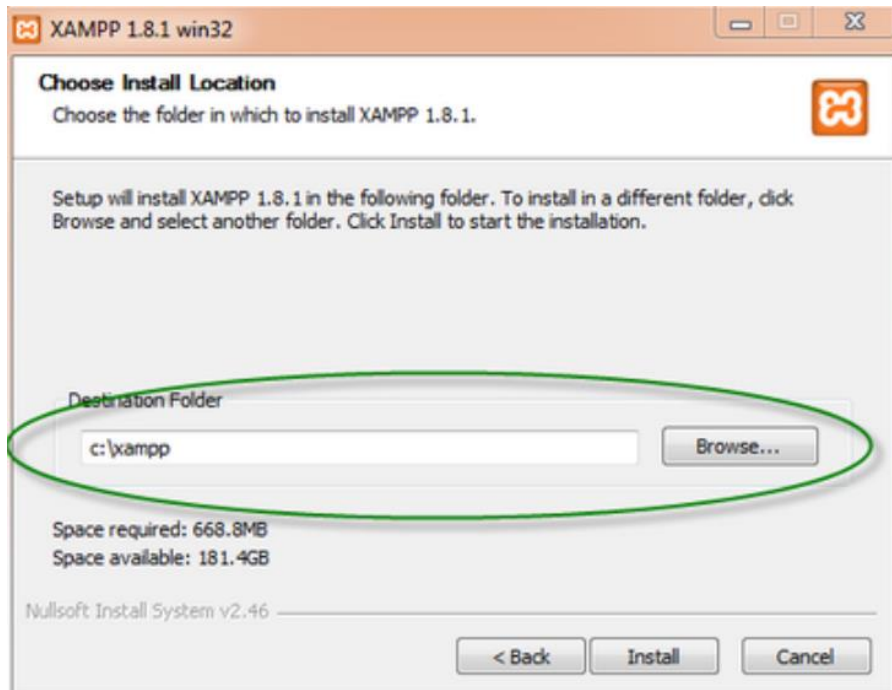 XAMPP 1.8.1 win32
Choose Install Location
Choose the folder in which to install XAMPP 1.8.1.
Setup will install XAMPP 1.8.1 in the following folder. To install in a different folder, click
Browse and select another folder. Click Install to start the installation.
Destination Folder
c:\xampp
Browse...
Space required: 668.8MB
Space available: 181.4GB
Nullsoft Install System v2.46
< Back
Install
Cancel